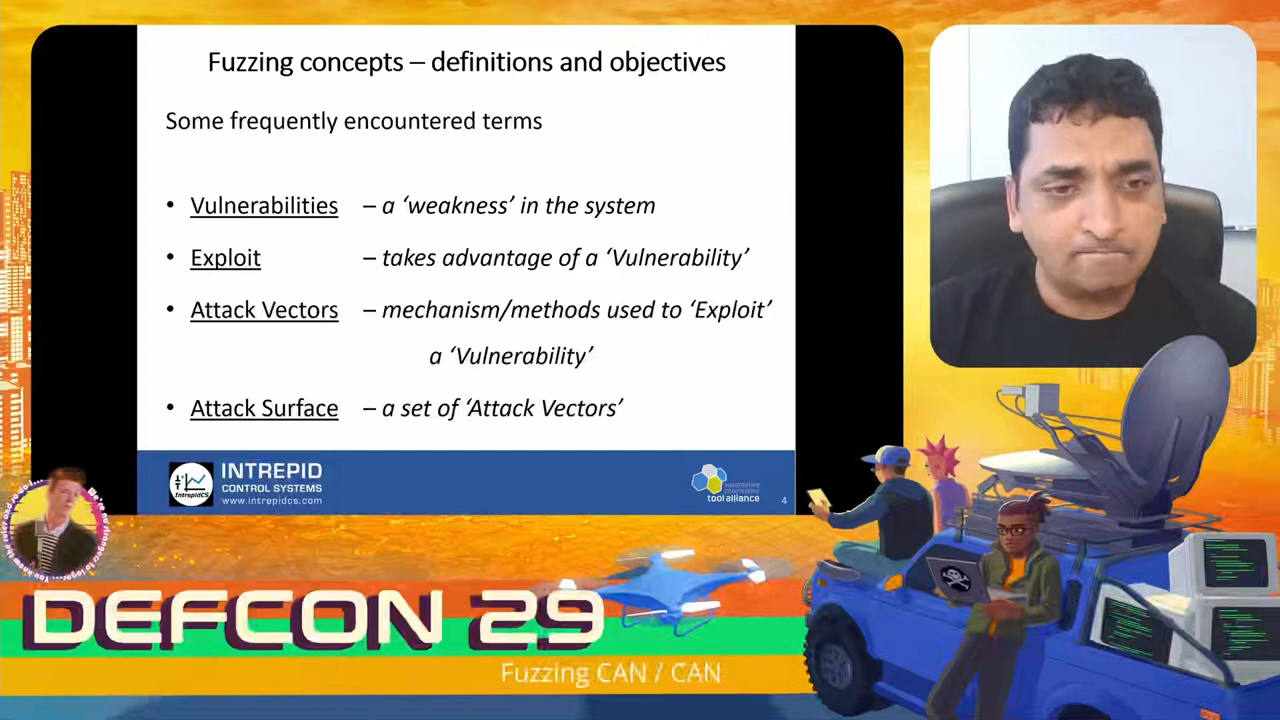 Fuzzing concepts – definitions and objectives
Some frequently encountered terms
• Vulnerabilities – a ‘weakness’ in the system
• Exploit – takes advantage of a ‘Vulnerability’
• Attack Vectors – mechanism/methods used to ‘Exploit’
a ‘Vulnerability’
• Attack Surface – a set of ‘Attack Vectors’
IntrepidCS
INTREPID
CONTROL SYSTEMS
www.intrepidcs.com
tool alliance
4
DEFCON 29
Fuzzing CAN / CAN